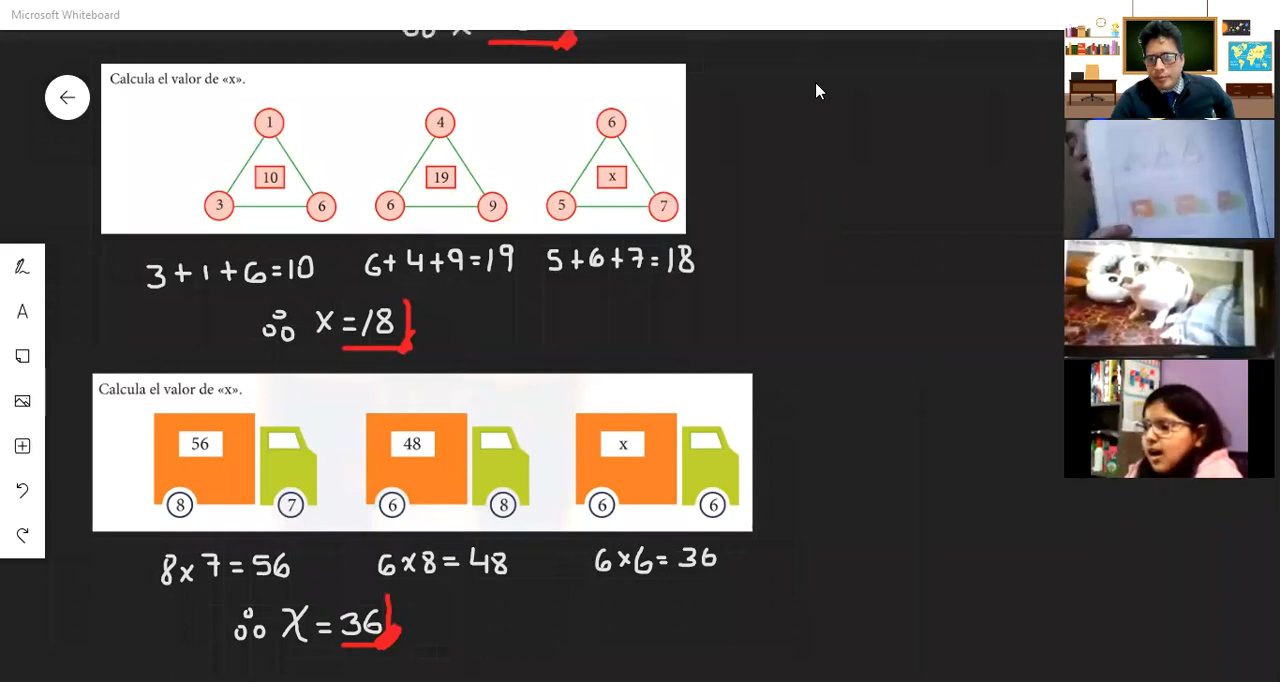 Microsoft Whiteboard
Calcula el valor de «x».
1 4 6
10 19 x
3 6 6 9 5 7
3+1+6=10 6+4+9=19 5+6+7=18
∴ x=18
Calcula el valor de «x».
56 48 x
8 7 6 8 6 6
8x7=56 6x8=48 6x6=36
∴ x=36
A